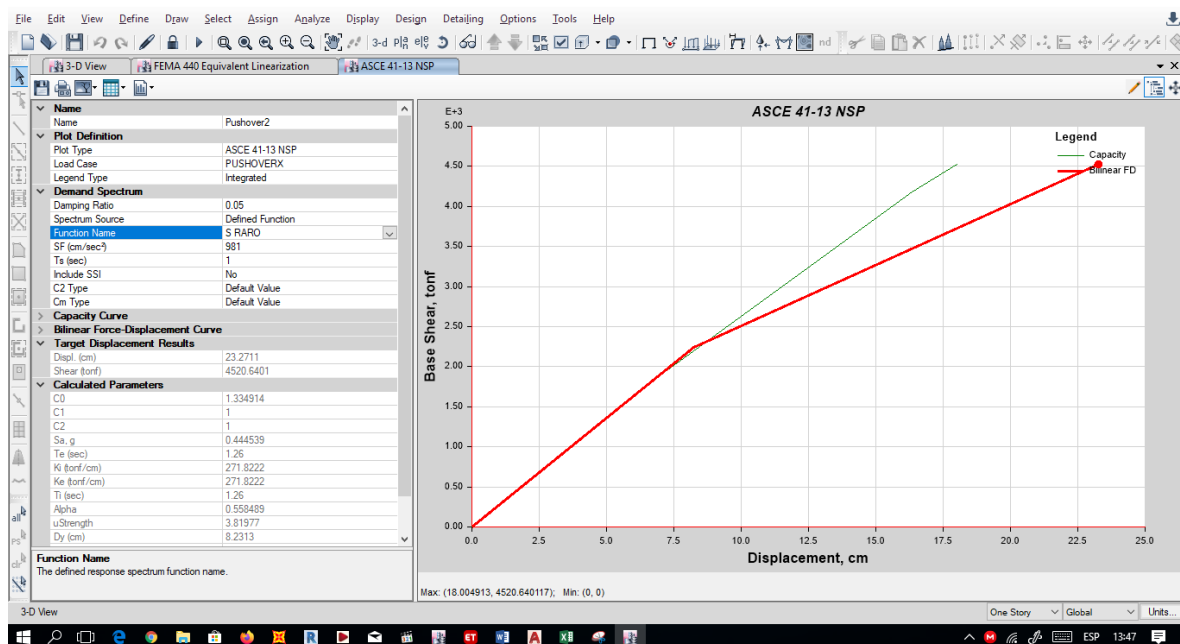 File Edit View Define Draw Select Assign Analyze Display Design Detailing Options Tools Help
3-d
nd
3-D View FEMA 440 Equivalent Linearization ASCE 41-13 NSP
Name
Name Pushover2
Plot Definition
Plot Type ASCE 41-13 NSP
Load Case PUSHOVERX
Legend Type Integrated
Demand Spectrum
Damping Ratio 0.05
Spectrum Source Defined Function
Function Name S RARO
SF (cm/sec²) 981
Ts (sec) 1
Include SSI No
C2 Type Default Value
Cm Type Default Value
Capacity Curve
Bilinear Force-Displacement Curve
Target Displacement Results
Displ. (cm) 23.2711
Shear (tonf) 4520.6401
Calculated Parameters
C0 1.334914
C1 1
C2 1
Sa, g 0.444539
Te (sec) 1.26
Ki (tonf/cm) 271.8222
Ke (tonf/cm) 271.8222
Ti (sec) 1.26
Alpha 0.558489
uStrength 3.81977
Dy (cm) 8.2313
Function Name
The defined response spectrum function name.
all
PS
clr
ASCE 41-13 NSP
E+3
5.00
4.50
4.00
3.50
3.00
2.50
2.00
1.50
1.00
0.50
0.00
Base Shear, tonf
Legend
Capacity
Bilinear FD
0.0 2.5 5.0 7.5 10.0 12.5 15.0 17.5 20.0 22.5 25.0
Displacement, cm
Max: (18.004913, 4520.640117); Min: (0, 0)
3-D View One Story Global Units...
ESP 13:47